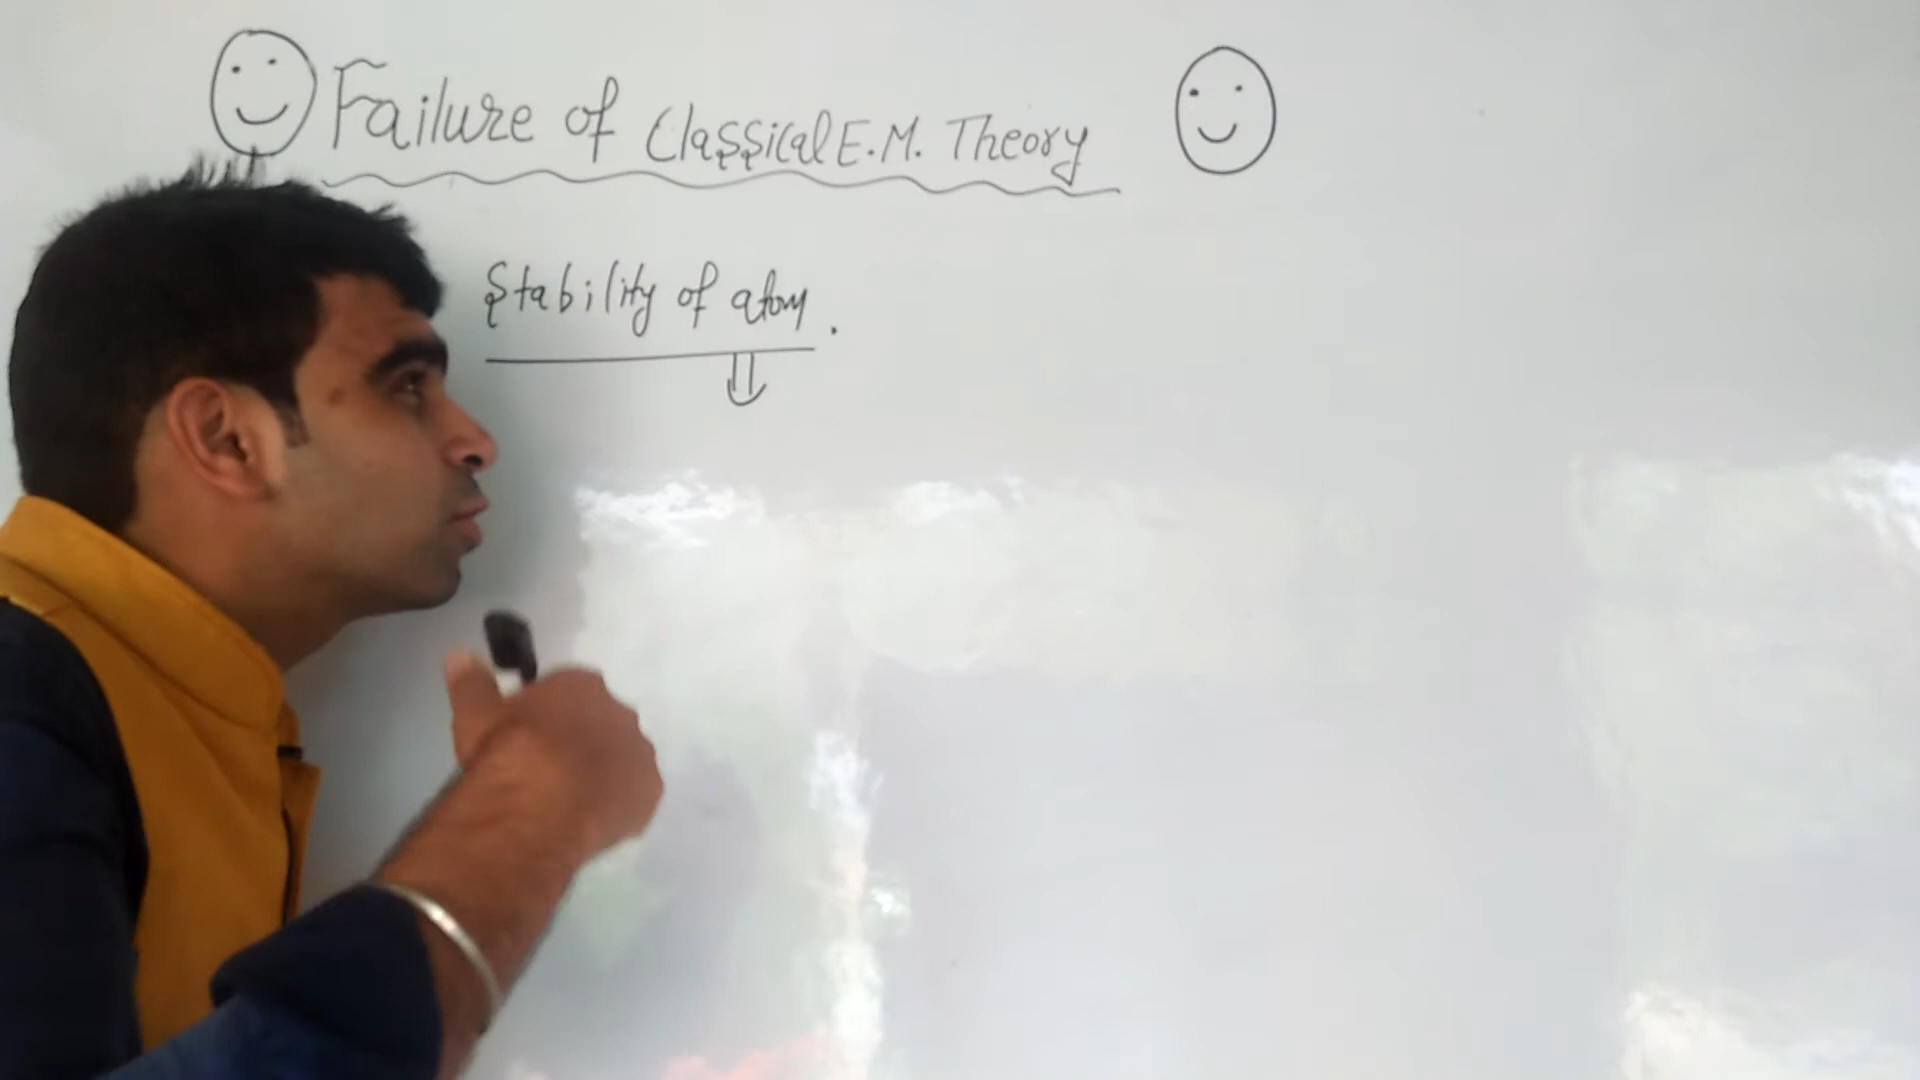 Failure of Classical E.M. Theory
Stability of atom.